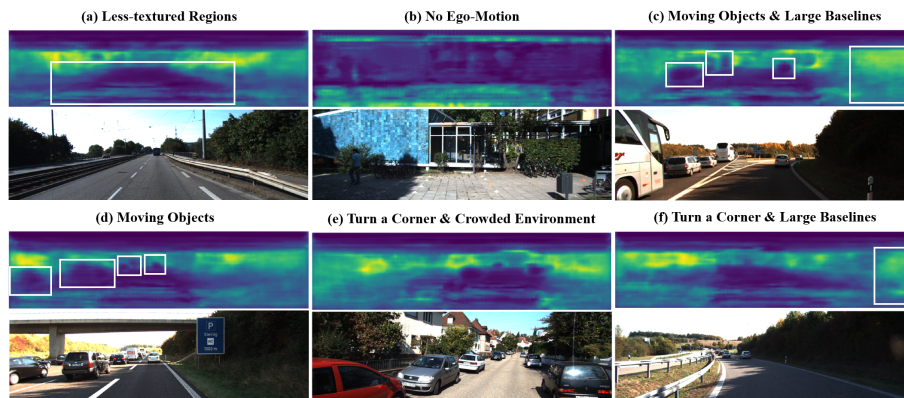 (a) Less-textured Regions
(b) No Ego-Motion
(c) Moving Objects & Large Baselines
(d) Moving Objects
(e) Turn a Corner & Crowded Environment
(f) Turn a Corner & Large Baselines
P